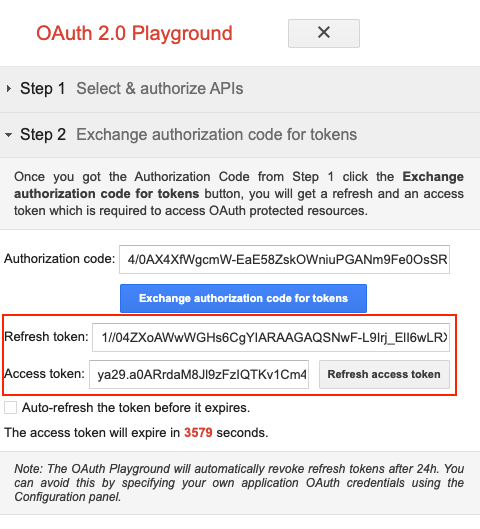 OAuth 2.0 Playground
Step 1 Select & authorize APIs
Step 2 Exchange authorization code for tokens
Once you got the Authorization Code from Step 1 click the Exchange
authorization code for tokens button, you will get a refresh and an access
token which is required to access OAuth protected resources.
Authorization code: 4/0AX4XfWgcmW-EaE58ZskOWniuPGANm9Fe0OsSR
Exchange authorization code for tokens
Refresh token: 1//04ZXoAWwWGHs6CgYIARAAGAQSNwF-L9Irj_EIl6wLRX
Access token: ya29.a0ARrdaM8Jl9zFzIQTKv1Cm4 Refresh access token
Auto-refresh the token before it expires.
The access token will expire in 3579 seconds.
Note: The OAuth Playground will automatically revoke refresh tokens after 24h. You
can avoid this by specifying your own application OAuth credentials using the
Configuration panel.